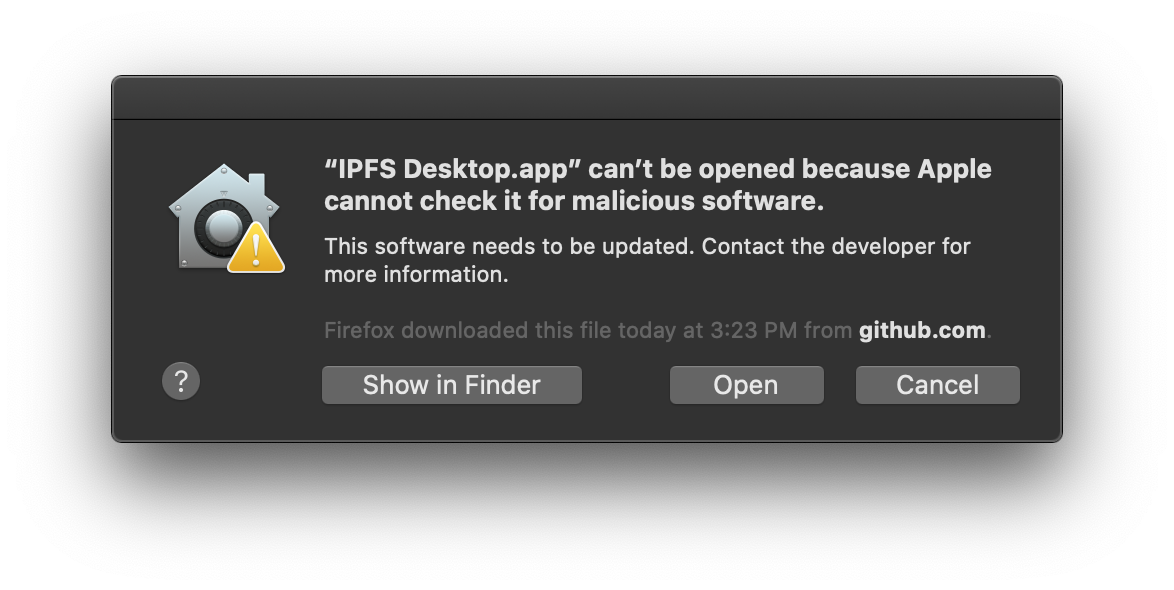 “IPFS Desktop.app” can’t be opened because Apple
cannot check it for malicious software.
This software needs to be updated. Contact the developer for
more information.
Firefox downloaded this file today at 3:23 PM from github.com.
? Show in Finder Open Cancel